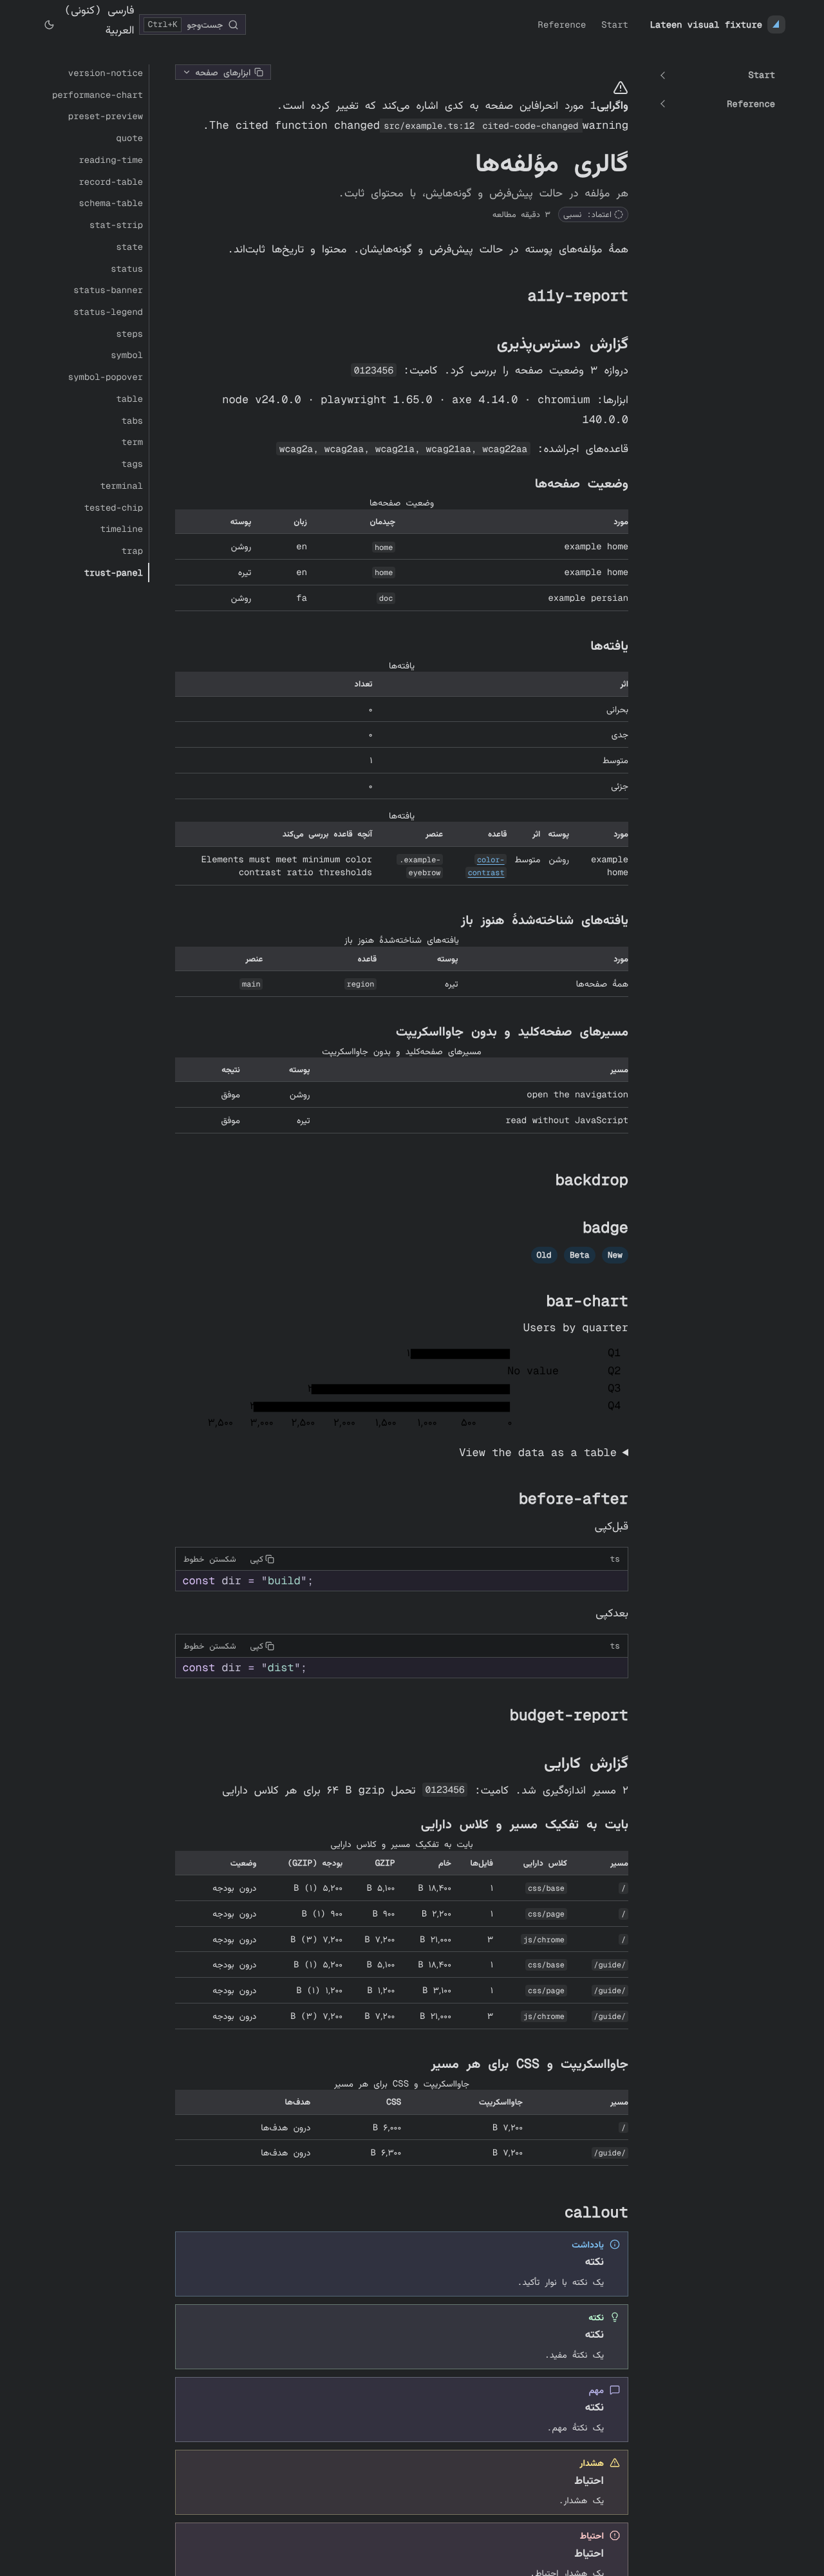 Lateen visual fixture
Start
Reference
جست‌وجو Ctrl+K
فارسی (کنونی)
العربية
Start
Reference
ابزارهای صفحه
واگرایی1 مورد انحرافاین صفحه به کدی اشاره می‌کند که تغییر کرده است.
warning cited-code-changed src/example.ts:12 The cited function changed.
گالری مؤلفه‌ها
هر مؤلفه در حالت پیش‌فرض و گونه‌هایش، با محتوای ثابت.
اعتماد: نسبی
۳ دقیقه مطالعه
همهٔ مؤلفه‌های پوسته در حالت پیش‌فرض و گونه‌هایشان. محتوا و تاریخ‌ها ثابت‌اند.
a11y-report
گزارش دسترس‌پذیری
دروازه ۳ وضعیت صفحه را بررسی کرد. کامیت: 0123456
ابزارها: node v24.0.0 · playwright 1.65.0 · axe 4.14.0 · chromium
140.0.0
قاعده‌های اجراشده: wcag2a, wcag2aa, wcag21a, wcag21aa, wcag22aa
وضعیت صفحه‌ها
وضعیت صفحه‌ها
مورد چیدمان زبان پوسته
example home home en روشن
example home home en تیره
example persian doc fa روشن
یافته‌ها
یافته‌ها
اثر تعداد
بحرانی ۰
جدی ۰
متوسط ۱
جزئی ۰
یافته‌ها
مورد پوسته اثر قاعده عنصر آنچه قاعده بررسی می‌کند
example home روشن متوسط color-contrast .example-eyebrow Elements must meet minimum color
contrast ratio thresholds
یافته‌های شناخته‌شدهٔ هنوز باز
یافته‌های شناخته‌شدهٔ هنوز باز
مورد پوسته قاعده عنصر
همهٔ صفحه‌ها تیره region main
مسیرهای صفحه‌کلید و بدون جاوااسکریپت
مسیرهای صفحه‌کلید و بدون جاوااسکریپت
مسیر پوسته نتیجه
open the navigation روشن موفق
read without JavaScript تیره موفق
backdrop
badge
New Beta Old
bar-chart
Users by quarter
Q1
Q2 No value
Q3
Q4
۰ ۵۰۰ ۱,۰۰۰ ۱,۵۰۰ ۲,۰۰۰ ۲,۵۰۰ ۳,۰۰۰ ۳,۵۰۰
View the data as a table
before-after
قبل‌کپی
ts کپی شکستن خطوط
const dir = "build";
بعدکپی
ts کپی شکستن خطوط
const dir = "dist";
budget-report
گزارش کارایی
۲ مسیر اندازه‌گیری شد. کامیت: 0123456 تحمل ۶۴ B gzip برای هر کلاس دارایی
بایت به تفکیک مسیر و کلاس دارایی
بایت به تفکیک مسیر و کلاس دارایی
مسیر کلاس دارایی فایل‌ها خام GZIP بودجه (GZIP) وضعیت
/ css/base ۱ ۱۸,۴۰۰ B ۵,۱۰۰ B ۵,۲۰۰ B (۱) درون بودجه
/ css/page ۱ ۲,۲۰۰ B ۹۰۰ B ۹۰۰ B (۱) درون بودجه
/ js/chrome ۳ ۲۱,۰۰۰ B ۷,۲۰۰ B ۷,۲۰۰ B (۳) درون بودجه
/guide/ css/base ۱ ۱۸,۴۰۰ B ۵,۱۰۰ B ۵,۲۰۰ B (۱) درون بودجه
/guide/ css/page ۱ ۳,۱۰۰ B ۱,۲۰۰ B ۱,۲۰۰ B (۱) درون بودجه
/guide/ js/chrome ۳ ۲۱,۰۰۰ B ۷,۲۰۰ B ۷,۲۰۰ B (۳) درون بودجه
جاوااسکریپت و CSS برای هر مسیر
جاوااسکریپت و CSS برای هر مسیر
مسیر جاوااسکریپت CSS هدف‌ها
/ ۷,۲۰۰ B ۶,۰۰۰ B درون هدف‌ها
/guide/ ۷,۲۰۰ B ۶,۳۰۰ B درون هدف‌ها
callout
یادداشت
نکته
یک نکته با نوار تأکید.
نکته
نکته
یک نکتهٔ مفید.
مهم
نکته
یک نکتهٔ مهم.
هشدار
احتیاط
یک هشدار.
احتیاط
احتیاط
یک هشدار احتیاط.
version-notice
performance-chart
preset-preview
quote
reading-time
record-table
schema-table
stat-strip
state
status
status-banner
status-legend
steps
symbol
symbol-popover
table
tabs
term
tags
terminal
tested-chip
timeline
trap
trust-panel